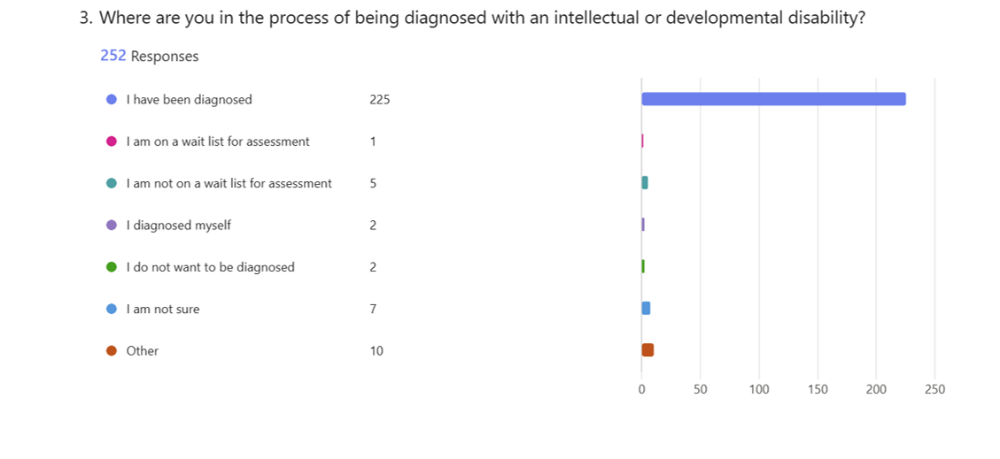 3. Where are you in the process of being diagnosed with an intellectual or developmental disability?
252 Responses
I have been diagnosed 225
I am on a wait list for assessment 1
I am not on a wait list for assessment 5
I diagnosed myself 2
I do not want to be diagnosed 2
I am not sure 7
Other 10
0 50 100 150 200 250